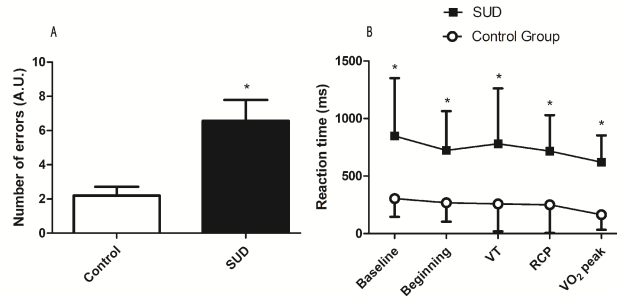 A
Number of errors (A.U.)
10
8
6
4
2
0
*
Control
SUD
SUD
Control Group
B
Reaction time (ms)
1500
1000
500
0
* * * * *
Baseline
Beginning
VT
RCP
VO₂ peak